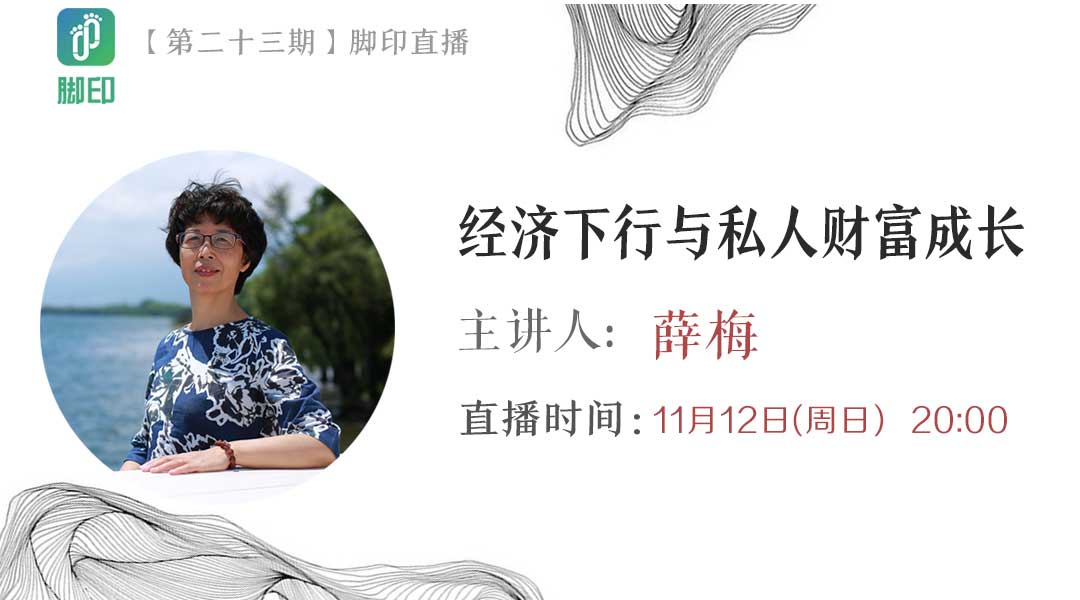 【第二十三期】脚印直播
脚印
经济下行与私人财富成长
主讲人：薛梅
直播时间：11月12日(周日） 20:00